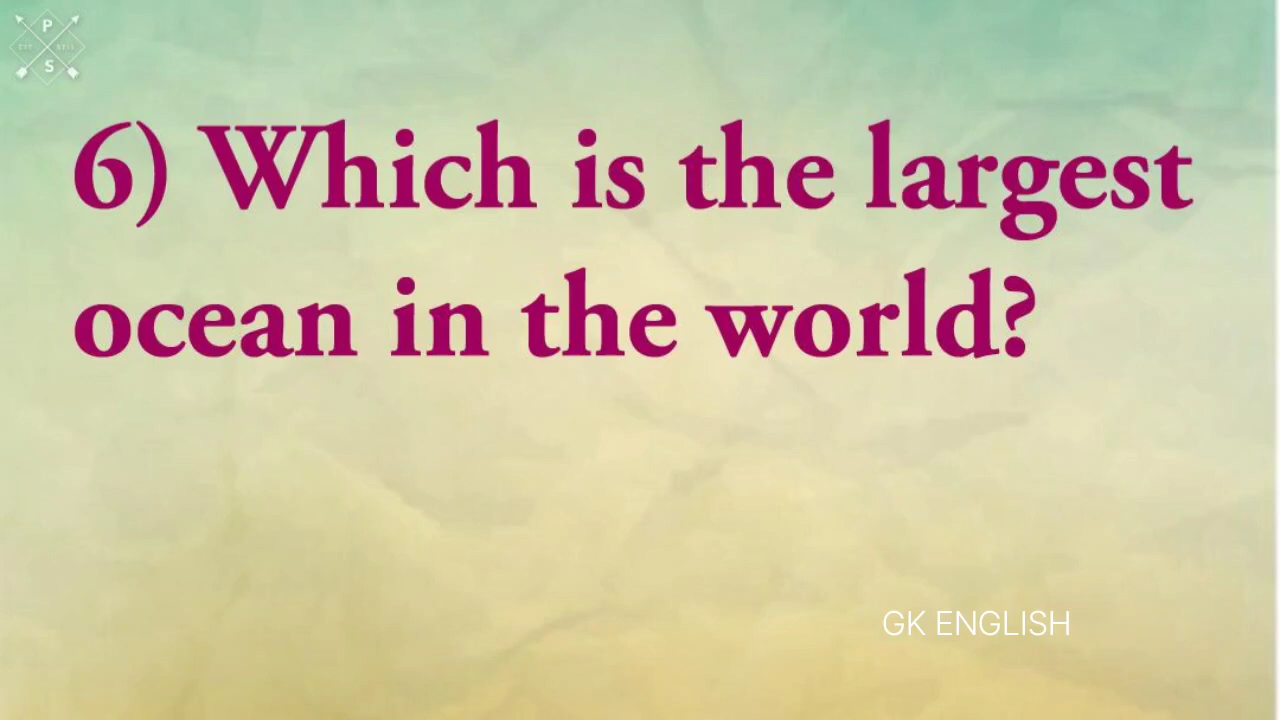 P
S
6) Which is the largest
ocean in the world?
GK ENGLISH